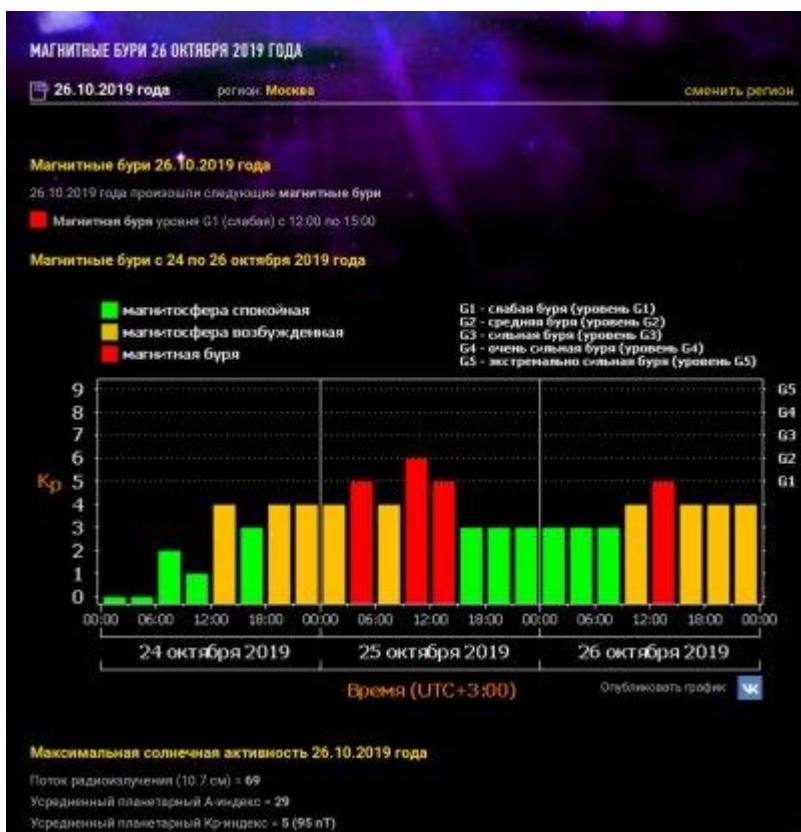 МАГНИТНЫЕ БУРИ 26 ОКТЯБРЯ 2019 ГОДА
26.10.2019 года регион: Москва сменить регион
Магнитные бури 26.10.2019 года
26.10.2019 года произошли следующие магнитные бури
Магнитная буря уровня G1 (слабая) с 12:00 по 15:00
Магнитные бури с 24 по 26 октября 2019 года
магнитосфера спокойная
магнитосфера возбужденная
магнитная буря
G1 - слабая буря (уровень G1)
G2 - средняя буря (уровень G2)
G3 - сильная буря (уровень G3)
G4 - очень сильная буря (уровень G4)
G5 - экстремально сильная буря (уровень G5)
9 G5
8 G4
7 G3
6 G2
Kp 5 G1
4
3
2
1
0
00:00 06:00 12:00 18:00 00:00 06:00 12:00 18:00 00:00 06:00 12:00 18:00 00:00
24 октября 2019 25 октября 2019 26 октября 2019
Время (UTC+3:00) Опубликовать график:
Максимальная солнечная активность 26.10.2019 года
Поток радиоизлучения (10.7 см) = 69
Усредненный планетарный А-индекс = 29
Усредненный планетарный Кр-индекс = 5 (95 nT)